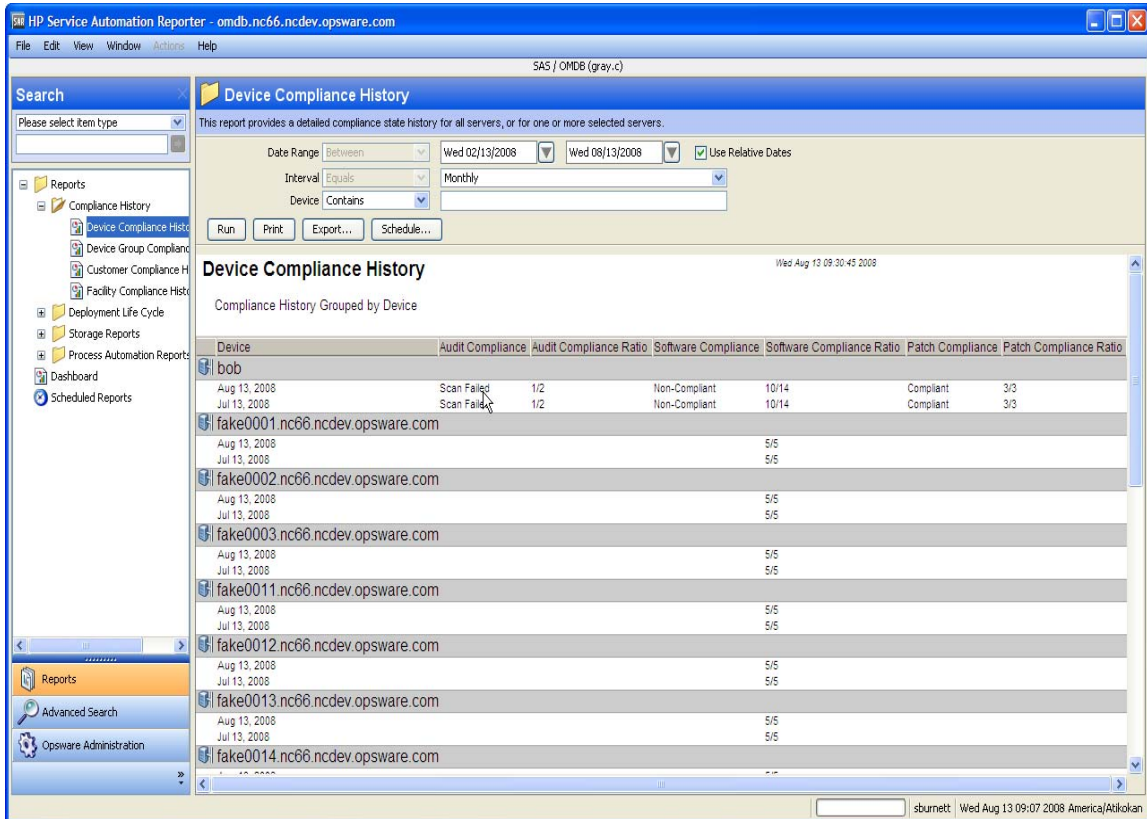 HP Service Automation Reporter - omdb.nc66.ncdev.opsware.com
File Edit View Window Actions Help
SAS / OMDB (gray.c)
Search
Please select item type
Reports
Compliance History
Device Compliance Histo
Device Group Complianc
Customer Compliance H
Facility Compliance Histo
Deployment Life Cycle
Storage Reports
Process Automation Reports
Dashboard
Scheduled Reports
Reports
Advanced Search
Opsware Administration
Device Compliance History
This report provides a detailed compliance state history for all servers, or for one or more selected servers.
Date Range Between Wed 02/13/2008 Wed 08/13/2008 Use Relative Dates
Interval Equals Monthly
Device Contains
Run Print Export... Schedule...
Device Compliance History Wed Aug 13 09:30:45 2008
Compliance History Grouped by Device
Device Audit Compliance Audit Compliance Ratio Software Compliance Software Compliance Ratio Patch Compliance Patch Compliance Ratio
bob
Aug 13, 2008 Scan Failed 1/2 Non-Compliant 10/14 Compliant 3/3
Jul 13, 2008 Scan Failed 1/2 Non-Compliant 10/14 Compliant 3/3
fake0001.nc66.ncdev.opsware.com
Aug 13, 2008 5/5
Jul 13, 2008 5/5
fake0002.nc66.ncdev.opsware.com
Aug 13, 2008 5/5
Jul 13, 2008 5/5
fake0003.nc66.ncdev.opsware.com
Aug 13, 2008 5/5
Jul 13, 2008 5/5
fake0011.nc66.ncdev.opsware.com
Aug 13, 2008 5/5
Jul 13, 2008 5/5
fake0012.nc66.ncdev.opsware.com
Aug 13, 2008 5/5
Jul 13, 2008 5/5
fake0013.nc66.ncdev.opsware.com
Aug 13, 2008 5/5
Jul 13, 2008 5/5
fake0014.nc66.ncdev.opsware.com
sburnett Wed Aug 13 09:07 2008 America/Atikokan